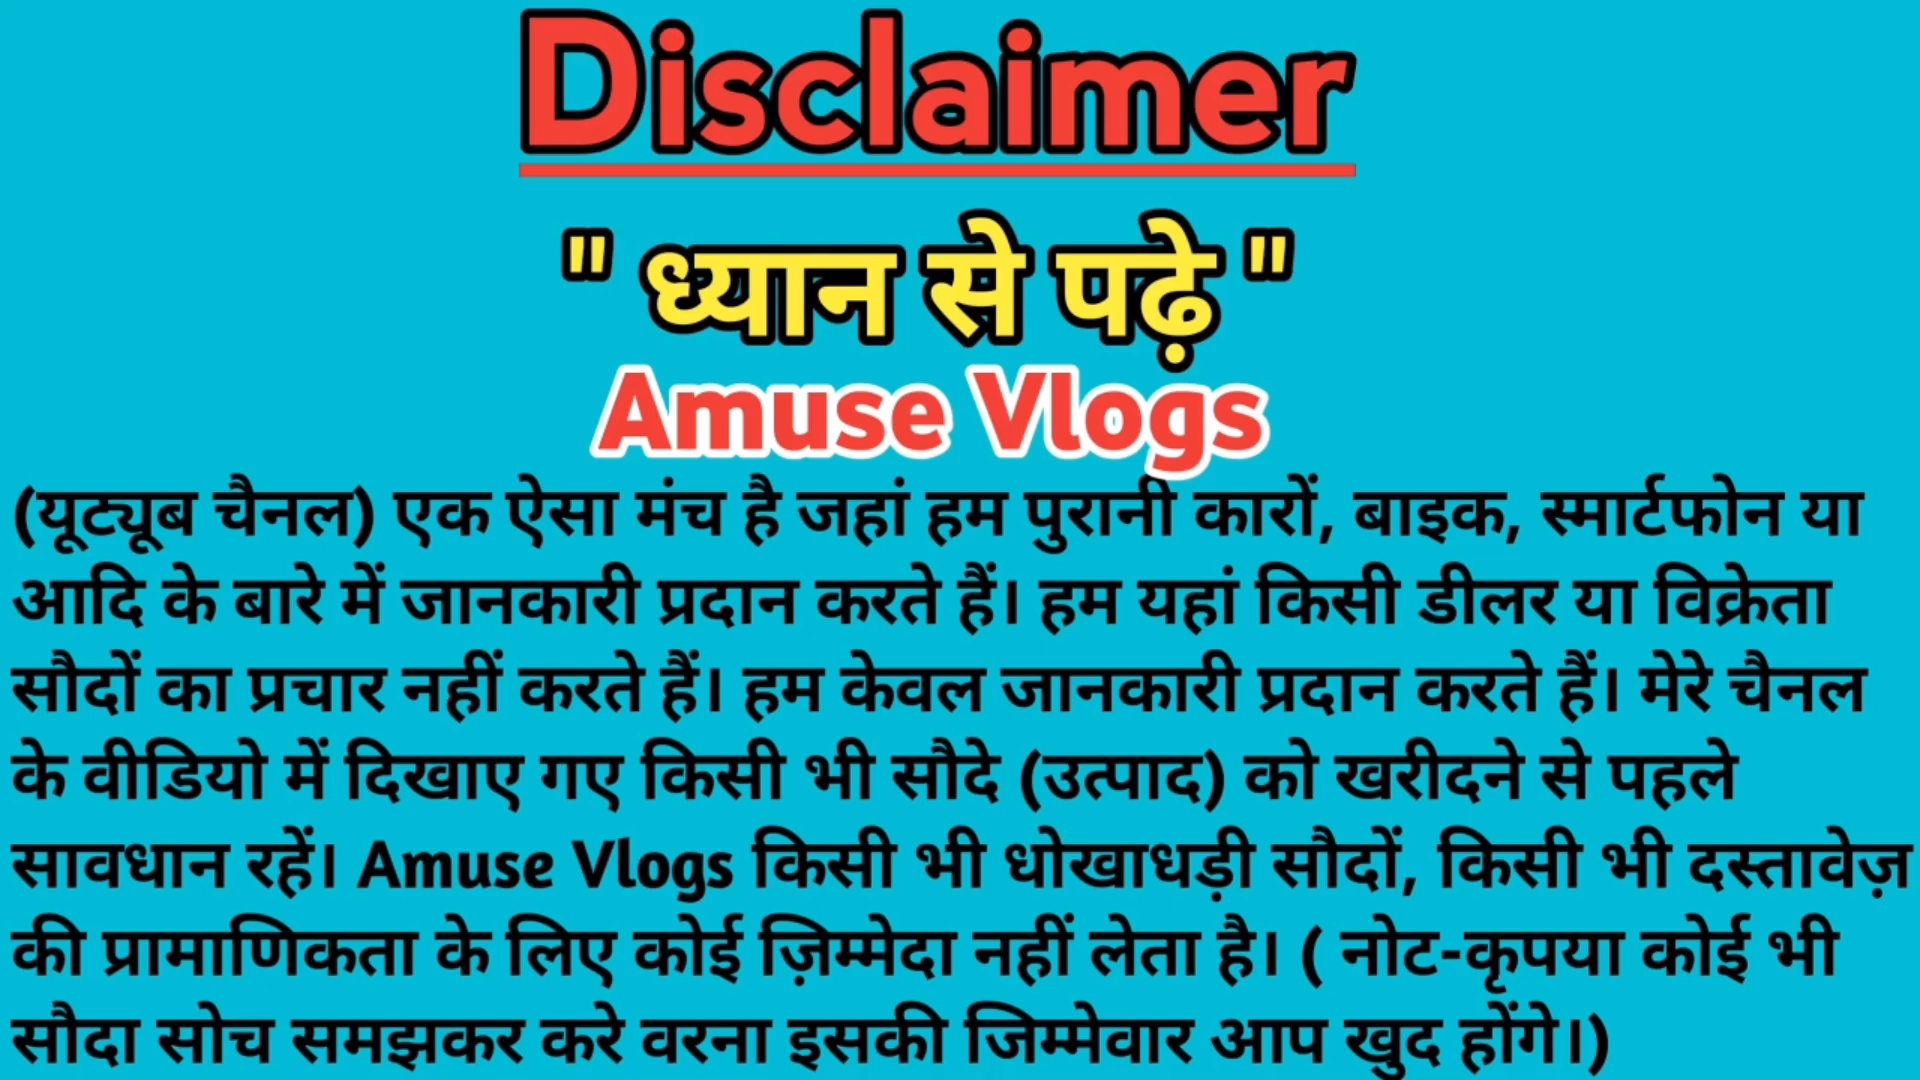 Disclaimer
" ध्यान से पढ़े "
Amuse Vlogs
(यूट्यूब चैनल) एक ऐसा मंच है जहां हम पुरानी कारों, बाइक, स्मार्टफोन या
आदि के बारे में जानकारी प्रदान करते हैं। हम यहां किसी डीलर या विक्रेता
सौदों का प्रचार नहीं करते हैं। हम केवल जानकारी प्रदान करते हैं। मेरे चैनल
के वीडियो में दिखाए गए किसी भी सौदे (उत्पाद) को खरीदने से पहले
सावधान रहें। Amuse Vlogs किसी भी धोखाधड़ी सौदों, किसी भी दस्तावेज़
की प्रामाणिकता के लिए कोई ज़िम्मेदा नहीं लेता है। ( नोट-कृपया कोई भी
सौदा सोच समझकर करे वरना इसकी जिम्मेवार आप खुद होंगे।)